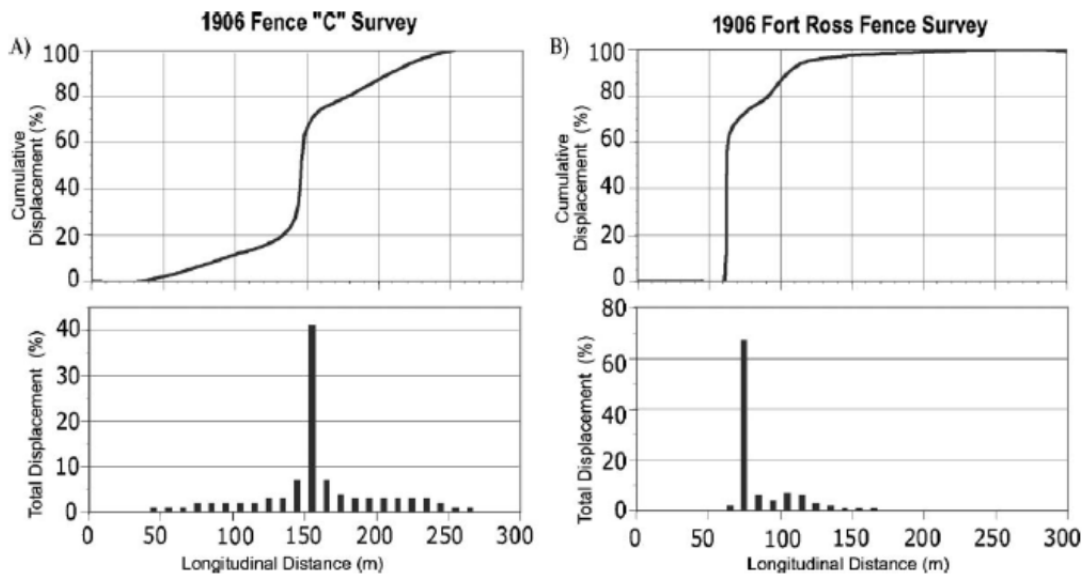 1906 Fence "C" Survey
A)
Cumulative
Displacement (%)
100
80
60
40
20
0
Total Displacement (%)
40
30
20
10
0
0 50 100 150 200 250 300
Longitudinal Distance (m)
1906 Fort Ross Fence Survey
B)
Cumulative
Displacement (%)
100
80
60
40
20
0
Total Displacement (%)
80
60
40
20
0
0 50 100 150 200 250 300
Longitudinal Distance (m)